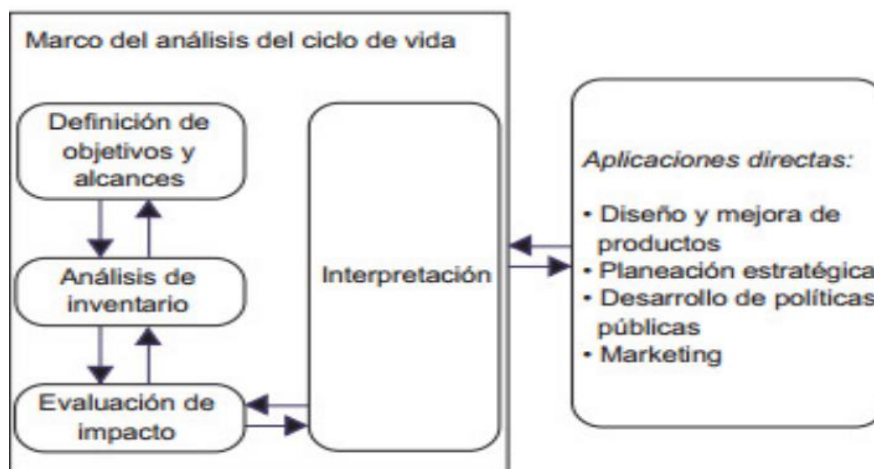 Marco del análisis del ciclo de vida
Definición de
objetivos y
alcances
Análisis de
inventario
Evaluación de
impacto
Interpretación
Aplicaciones directas:
• Diseño y mejora de
productos
• Planeación estratégica
• Desarrollo de políticas
públicas
• Marketing